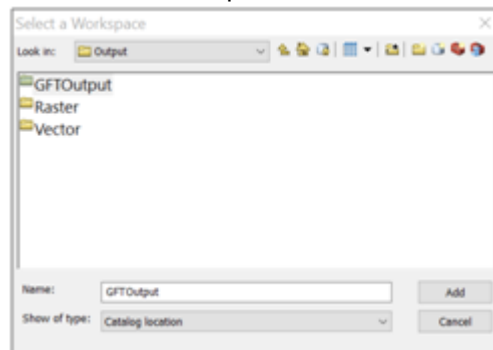 Select a Workspace
Look in: Output
GFTOutput
Raster
Vector
Name: GFTOutput Add
Show of type: Catalog location Cancel